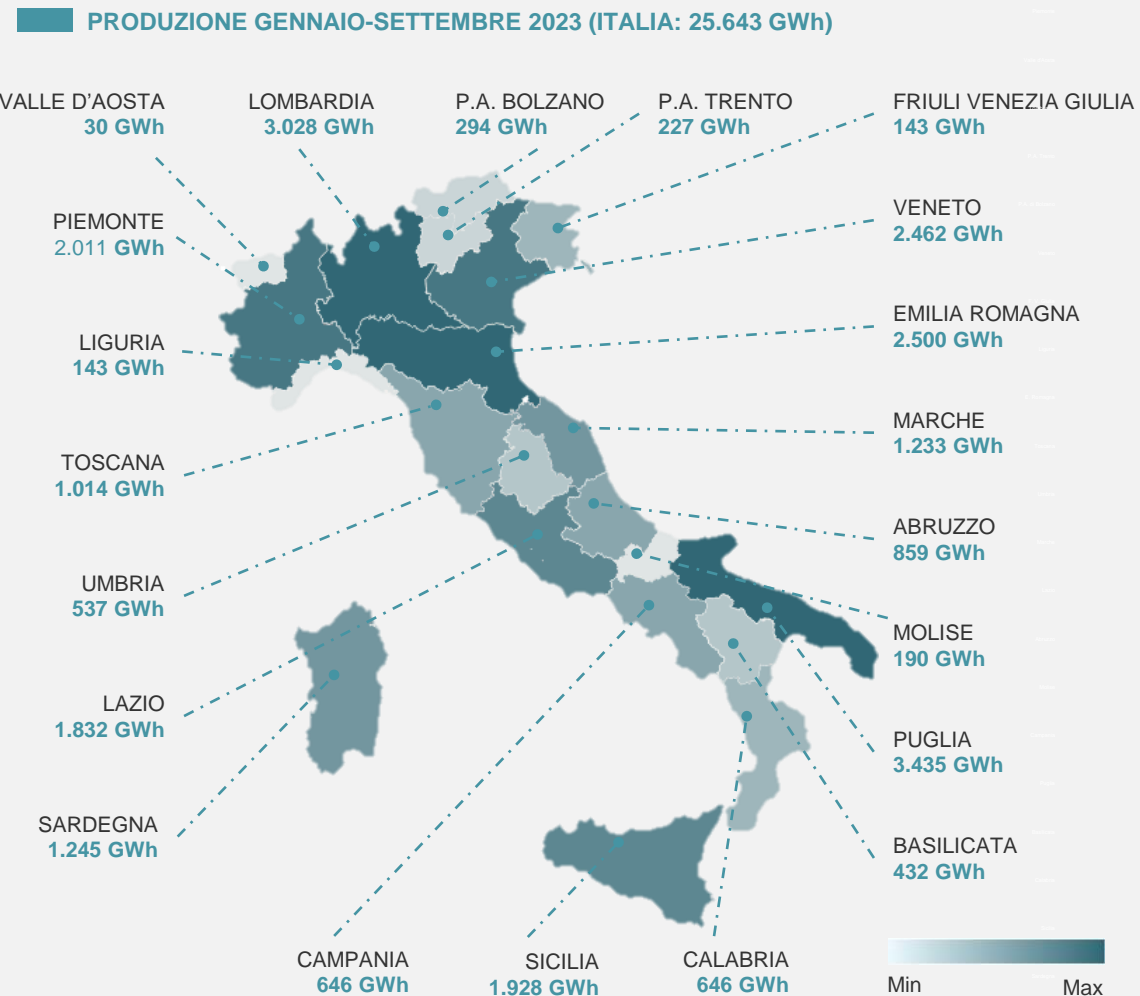 PRODUZIONE GENNAIO-SETTEMBRE 2023 (ITALIA: 25.643 GWh)
VALLE D'AOSTA
30 GWh
LOMBARDIA
3.028 GWh
P.A. BOLZANO
294 GWh
P.A. TRENTO
227 GWh
FRIULI VENEZIA GIULIA
143 GWh
PIEMONTE
2.011 GWh
VENETO
2.462 GWh
LIGURIA
143 GWh
EMILIA ROMAGNA
2.500 GWh
TOSCANA
1.014 GWh
MARCHE
1.233 GWh
UMBRIA
537 GWh
ABRUZZO
859 GWh
LAZIO
1.832 GWh
MOLISE
190 GWh
SARDEGNA
1.245 GWh
PUGLIA
3.435 GWh
BASILICATA
432 GWh
CAMPANIA
646 GWh
SICILIA
1.928 GWh
CALABRIA
646 GWh
Min
Max